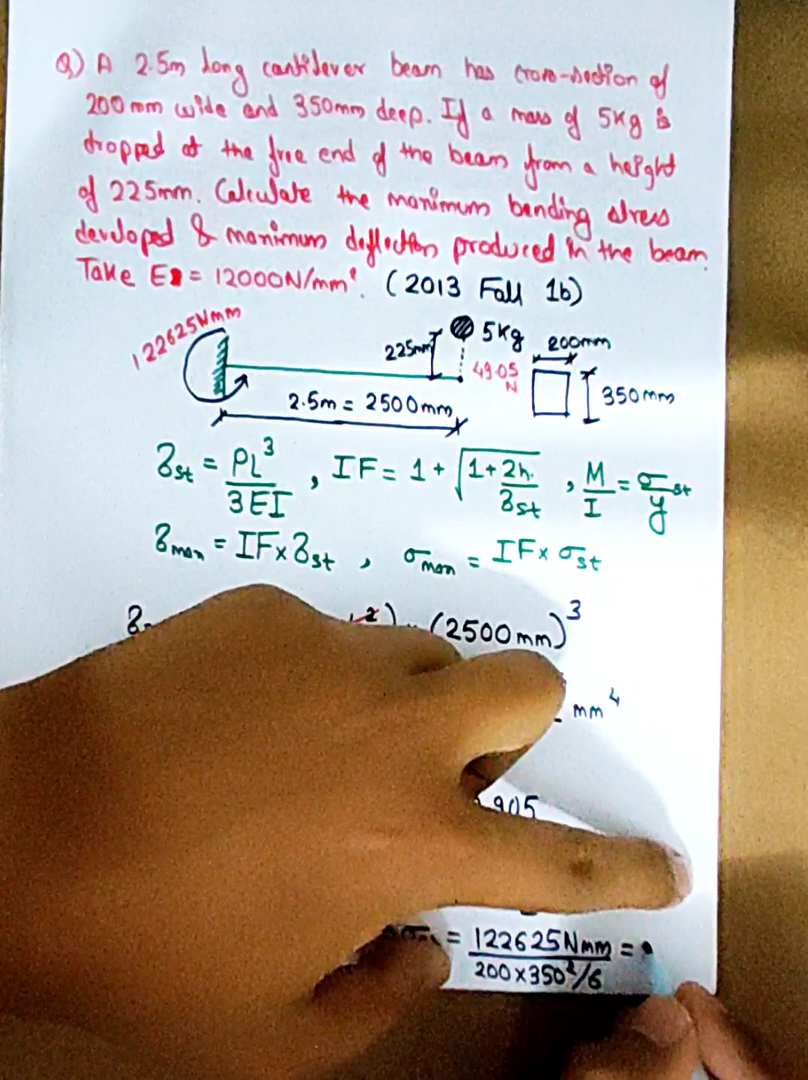 Q) A 2.5m long cantilever beam has cross-section of
200 mm wide and 350mm deep. If a mass of 5Kg is
dropped at the free end of the beam from a height
of 225mm. Calculate the maximum bending stress
developed & maximum deflection produced in the beam.
Take E = 12000N/mm². (2013 Fall 1b)
122625Nmm
225mm
5Kg
200mm
49.05
N
350mm
2.5m = 2500mm
δst = PL³/3EI , IF = 1 + √(1+2h/δst) , M/I = σst/y
δman = IF x δst , σman = IF x σst
(2500mm)³
mm⁴
905
= 122625Nmm / 200x350²/6 =